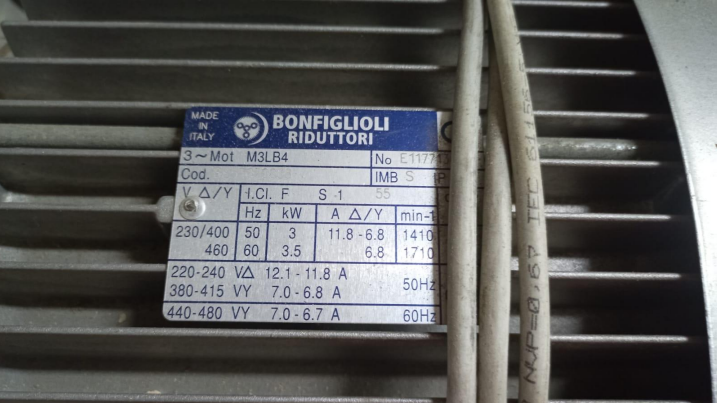 MADE
IN
ITALY
BONFIGLIOLI
RIDUTTORI
3~Mot M3LB4 No
Cod. IMB S IP
V Δ/Y I.Cl. F S 1 55
Hz kW A Δ/Y min-1
230/400 50 3 11.8-6.8 1410
460 60 3.5 6.8 1710
220-240 VΔ 12.1-11.8 A
380-415 VY 7.0-6.8 A 50Hz
440-480 VY 7.0-6.7 A 60Hz